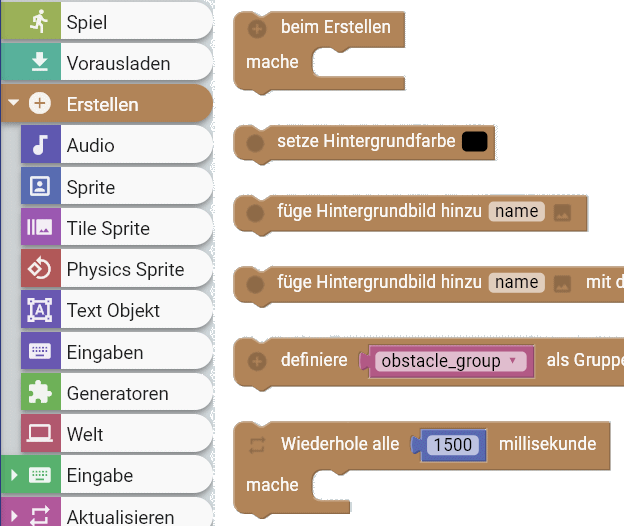 Spiel
Vorausladen
Erstellen
Audio
Sprite
Tile Sprite
Physics Sprite
Text Objekt
Eingaben
Generatoren
Welt
Eingabe
Aktualisieren
beim Erstellen
mache
setze Hintergrundfarbe
füge Hintergrundbild hinzu name
füge Hintergrundbild hinzu name mit
definiere obstacle_group als
Wiederhole alle 1500 millisekunde
mache